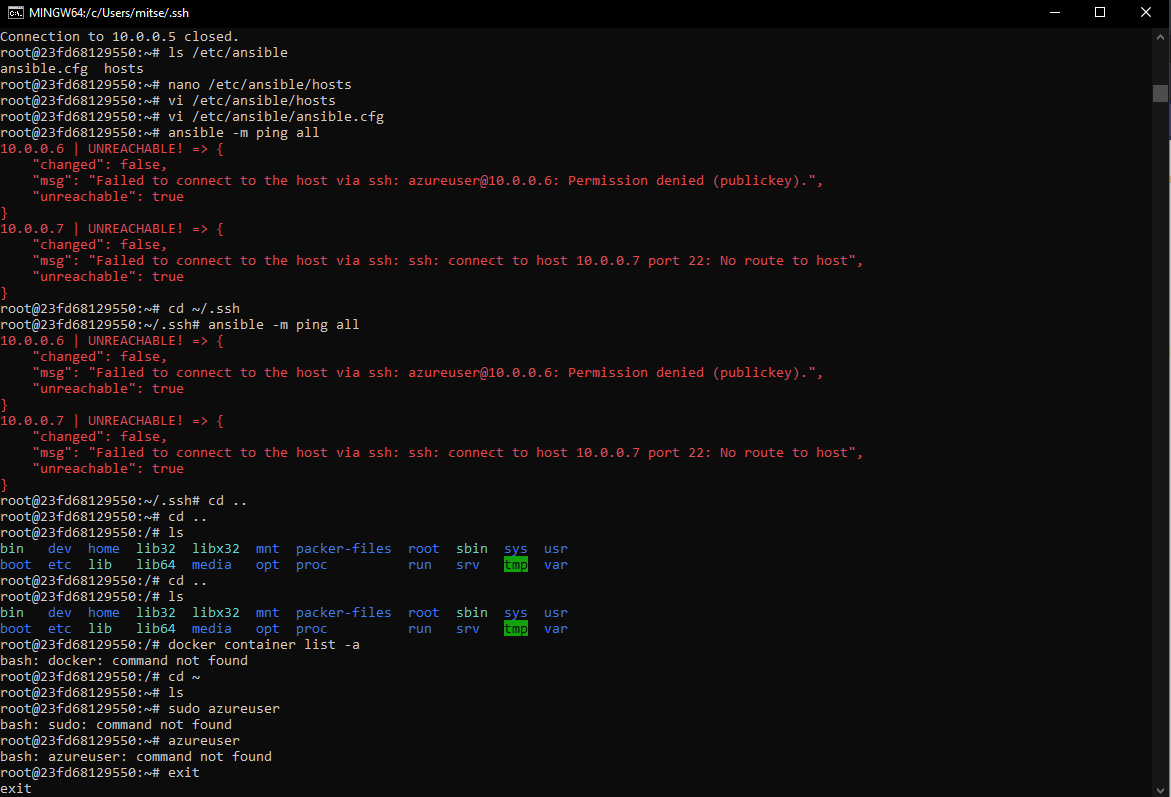 MINGW64:/c/Users/mitse/.ssh
Connection to 10.0.0.5 closed.
root@23fd68129550:~# ls /etc/ansible
ansible.cfg  hosts
root@23fd68129550:~# nano /etc/ansible/hosts
root@23fd68129550:~# vi /etc/ansible/hosts
root@23fd68129550:~# vi /etc/ansible/ansible.cfg
root@23fd68129550:~# ansible -m ping all
10.0.0.6 | UNREACHABLE! => {
    "changed": false,
    "msg": "Failed to connect to the host via ssh: azureuser@10.0.0.6: Permission denied (publickey).",
    "unreachable": true
}
10.0.0.7 | UNREACHABLE! => {
    "changed": false,
    "msg": "Failed to connect to the host via ssh: ssh: connect to host 10.0.0.7 port 22: No route to host",
    "unreachable": true
}
root@23fd68129550:~# cd ~/.ssh
root@23fd68129550:~/.ssh# ansible -m ping all
10.0.0.6 | UNREACHABLE! => {
    "changed": false,
    "msg": "Failed to connect to the host via ssh: azureuser@10.0.0.6: Permission denied (publickey).",
    "unreachable": true
}
10.0.0.7 | UNREACHABLE! => {
    "changed": false,
    "msg": "Failed to connect to the host via ssh: ssh: connect to host 10.0.0.7 port 22: No route to host",
    "unreachable": true
}
root@23fd68129550:~/.ssh# cd ..
root@23fd68129550:~# cd ..
root@23fd68129550:/# ls
bin   dev  home  lib32  libx32  mnt  packer-files  root  sbin  sys  usr
boot  etc  lib   lib64  media   opt  proc          run   srv   tmp  var
root@23fd68129550:/# cd ..
root@23fd68129550:/# ls
bin   dev  home  lib32  libx32  mnt  packer-files  root  sbin  sys  usr
boot  etc  lib   lib64  media   opt  proc          run   srv   tmp  var
root@23fd68129550:/# docker container list -a
bash: docker: command not found
root@23fd68129550:/# cd ~
root@23fd68129550:~# ls
root@23fd68129550:~# sudo azureuser
bash: sudo: command not found
root@23fd68129550:~# azureuser
bash: azureuser: command not found
root@23fd68129550:~# exit
exit